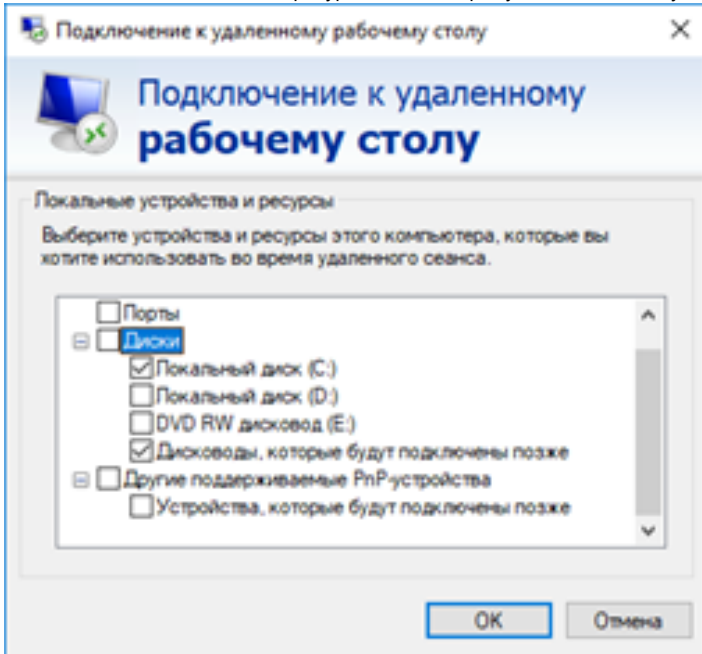 Подключение к удаленному рабочему столу
Подключение к удаленному
рабочему столу
Локальные устройства и ресурсы
Выберите устройства и ресурсы этого компьютера, которые вы
хотите использовать во время удаленного сеанса.
Порты
Диски
Локальный диск (C:)
Локальный диск (D:)
DVD RW дисковод (E:)
Дисководы, которые будут подключены позже
Другие поддерживаемые PnP-устройства
Устройства, которые будут подключены позже
OK
Отмена